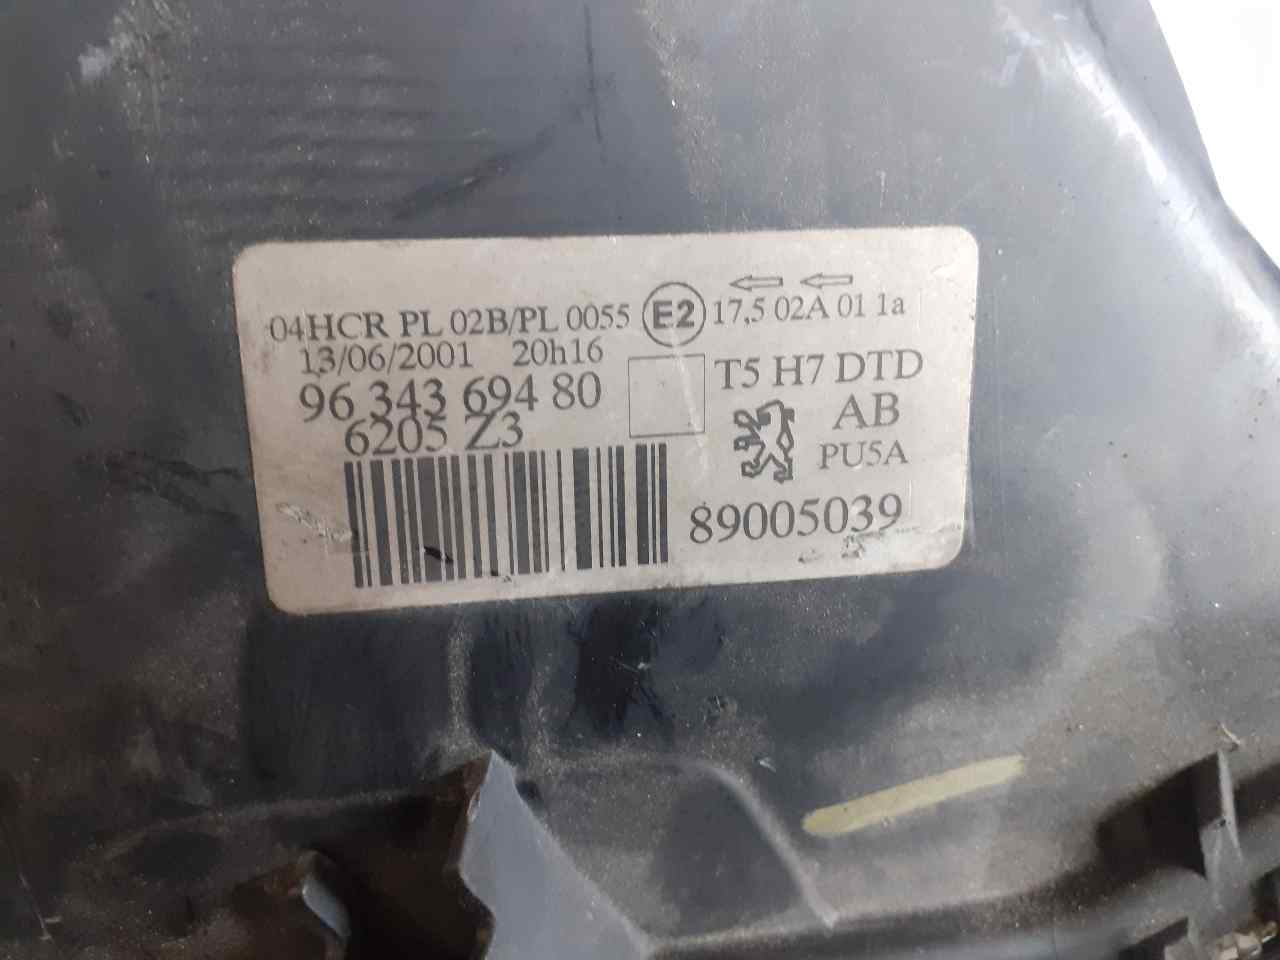 04HCR PL 02B/PL 0055 E2 17,5 02A 01 1a
13/06/2001 20h16
96 343 694 80
T5 H7 DTD
6205 Z3
AB
PU5A
89005039